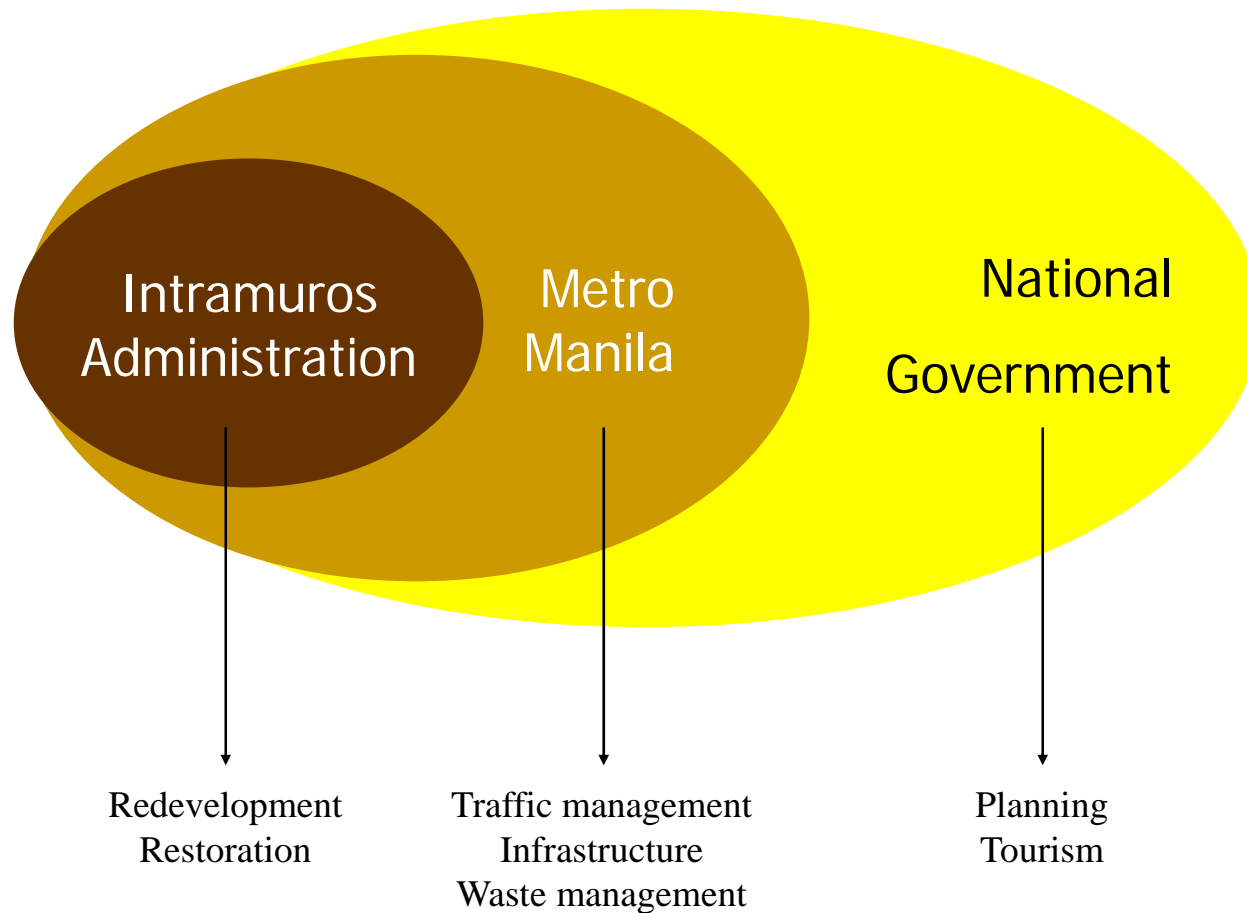 Intramuros
Administration
Metro
Manila
National
Government
Redevelopment
Restoration
Traffic management
Infrastructure
Waste management
Planning
Tourism